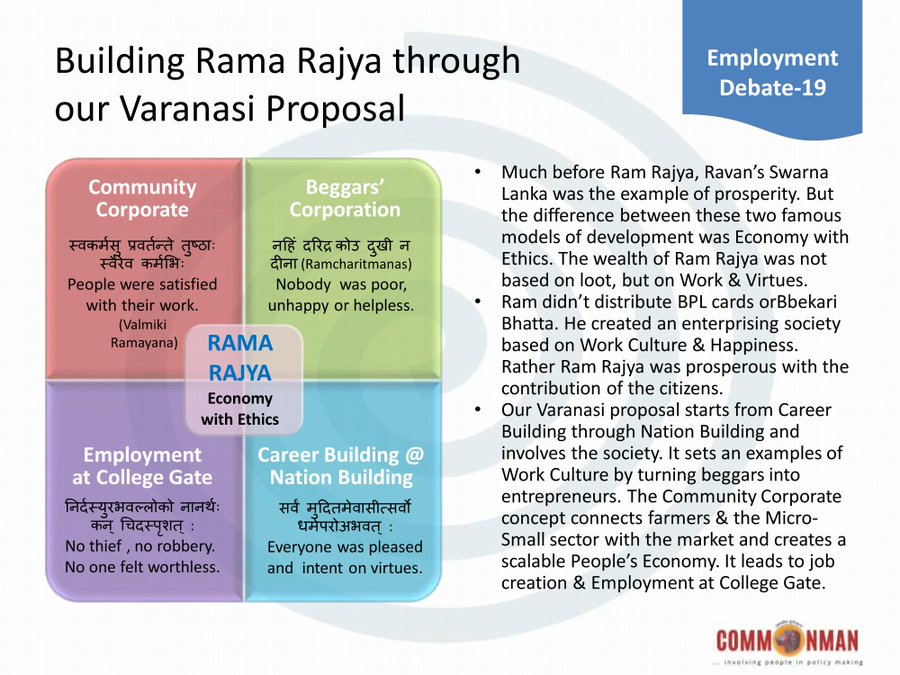 Building Rama Rajya through
our Varanasi Proposal
Employment
Debate-19
Community
Corporate
स्वकर्मसु प्रवर्तन्ते तुष्ठाः
स्वैरेव कर्मभिः
People were satisfied
with their work.
(Valmiki
Ramayana)
Beggars’
Corporation
नहिं दरिद्र कोउ दुखी न
दीना (Ramcharitmanas)
Nobody was poor,
unhappy or helpless.
RAMA
RAJYA
Economy
with Ethics
Employment
at College Gate
निर्दस्युरभवल्लोको नानर्थः
कन् चिदस्पृशत् :
No thief , no robbery.
No one felt worthless.
Career Building @
Nation Building
सर्वं मुदितमेवासीत्सर्वो
धर्मपरोअभवत् :
Everyone was pleased
and intent on virtues.
• Much before Ram Rajya, Ravan’s Swarna
Lanka was the example of prosperity. But
the difference between these two famous
models of development was Economy with
Ethics. The wealth of Ram Rajya was not
based on loot, but on Work & Virtues.
• Ram didn’t distribute BPL cards orBbekari
Bhatta. He created an enterprising society
based on Work Culture & Happiness.
Rather Ram Rajya was prosperous with the
contribution of the citizens.
• Our Varanasi proposal starts from Career
Building through Nation Building and
involves the society. It sets an examples of
Work Culture by turning beggars into
entrepreneurs. The Community Corporate
concept connects farmers & the Micro-
Small sector with the market and creates a
scalable People’s Economy. It leads to job
creation & Employment at College Gate.
COMMONMAN
... involving people in policy making